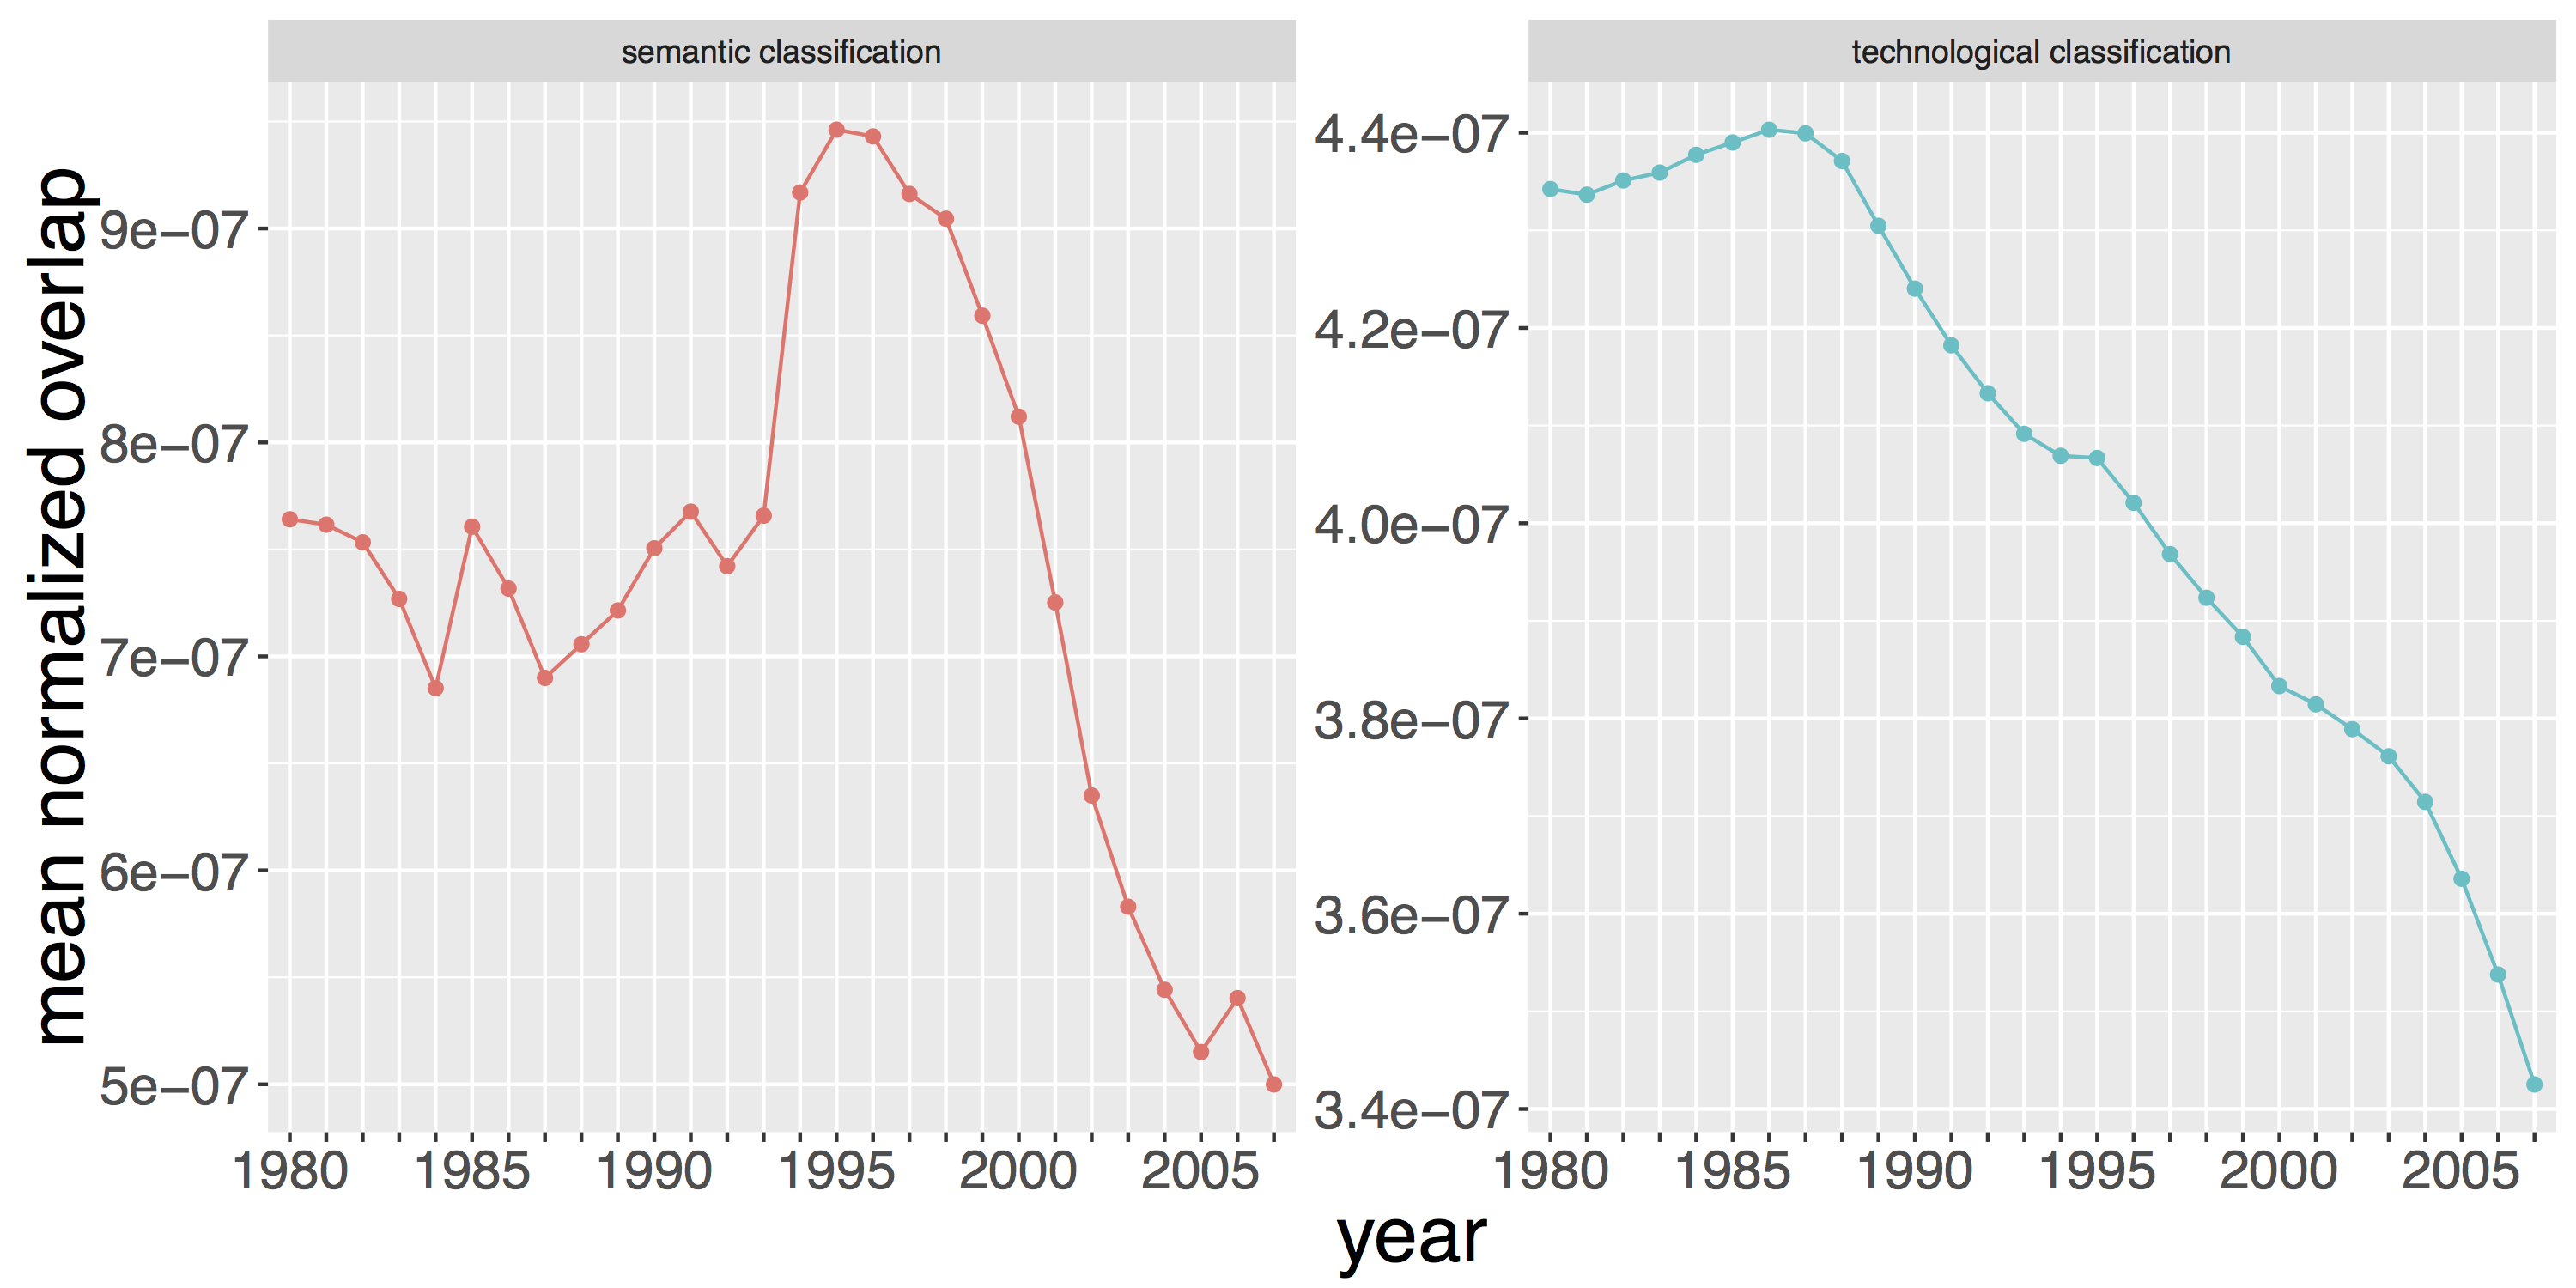 semantic classification
technological classification
mean normalized overlap
9e−07
8e−07
7e−07
6e−07
5e−07
4.4e−07
4.2e−07
4.0e−07
3.8e−07
3.6e−07
3.4e−07
1980 1985 1990 1995 2000 2005
1980 1985 1990 1995 2000 2005
year